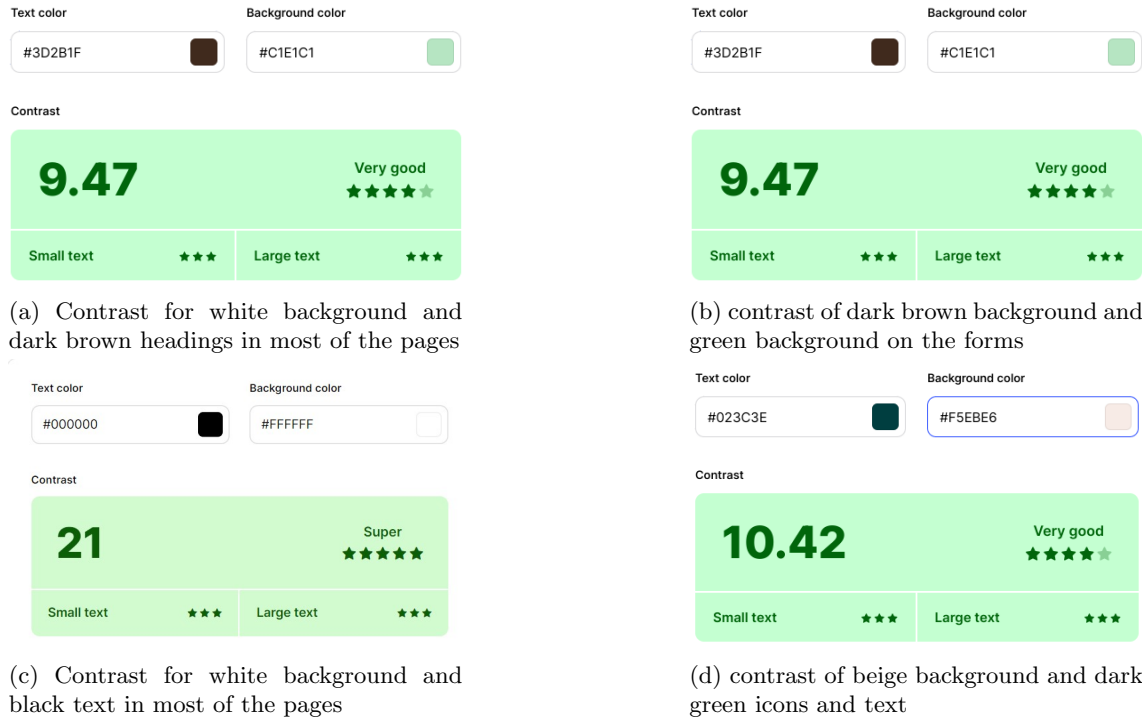 Text color
Background color
#3D2B1F
#C1E1C1
Contrast
9.47
Very good
Small text
Large text
(a) Contrast for white background and
dark brown headings in most of the pages
Text color
Background color
#3D2B1F
#C1E1C1
Contrast
9.47
Very good
Small text
Large text
(b) contrast of dark brown background and
green background on the forms
Text color
Background color
#000000
#FFFFFF
Contrast
21
Super
Small text
Large text
(c) Contrast for white background and
black text in most of the pages
Text color
Background color
#023C3E
#F5EBE6
Contrast
10.42
Very good
Small text
Large text
(d) contrast of beige background and dark
green icons and text